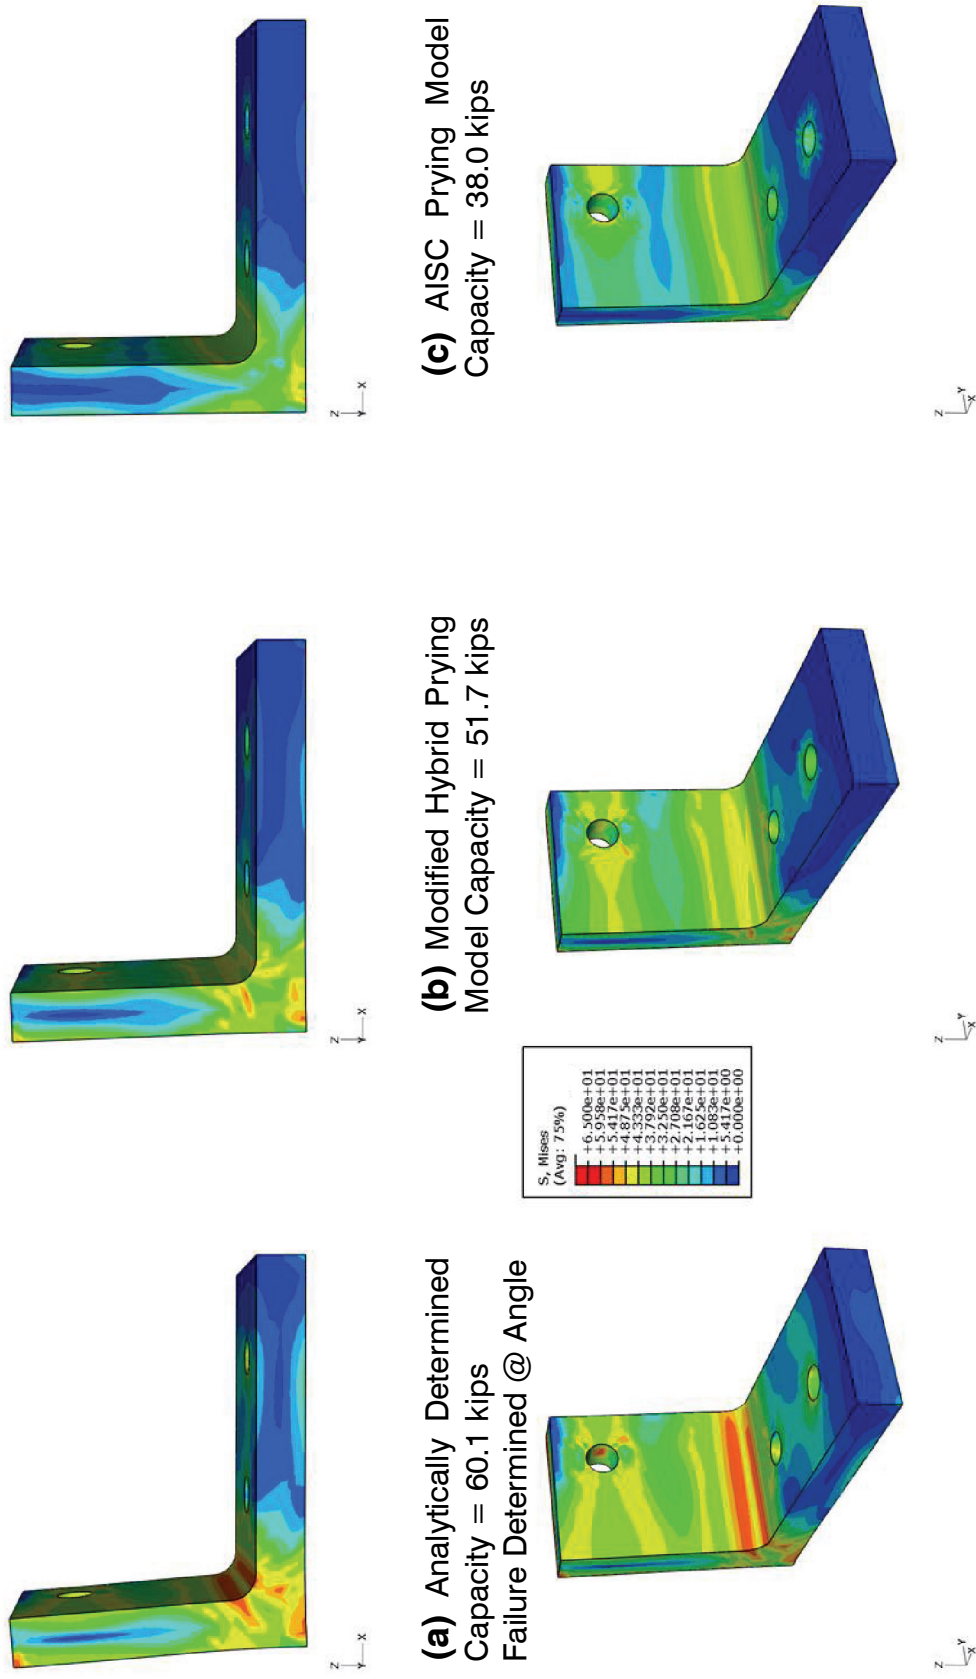 (a) Analytically Determined
Capacity = 60.1 kips
Failure Determined @ Angle
(b) Modified Hybrid Prying
Model Capacity = 51.7 kips
(c) AISC Prying Model
Capacity = 38.0 kips
S, Mises
(Avg: 75%)
+6.500e+01
+5.958e+01
+5.417e+01
+4.875e+01
+4.333e+01
+3.792e+01
+3.250e+01
+2.708e+01
+2.167e+01
+1.625e+01
+1.083e+01
+5.417e+00
+0.000e+00
Z
Y
X
Z
Y
X
Z
Y
X
Z
Y
X
Z
Y
X
Z
Y
X